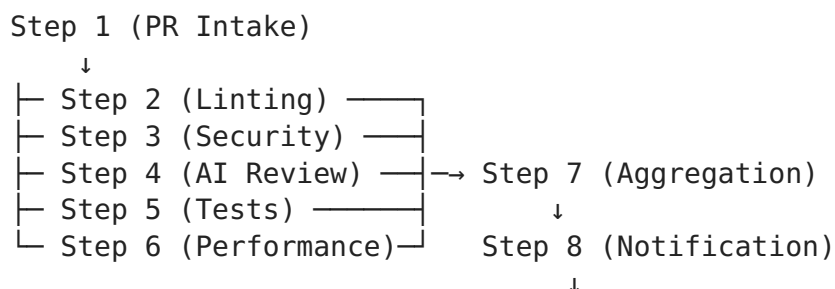 Step 1 (PR Intake)
↓
├─ Step 2 (Linting) ────┐
├─ Step 3 (Security) ───┤
├─ Step 4 (AI Review) ──┤─→ Step 7 (Aggregation)
├─ Step 5 (Tests) ──────┤ ↓
└─ Step 6 (Performance)─┘ Step 8 (Notification)
↓